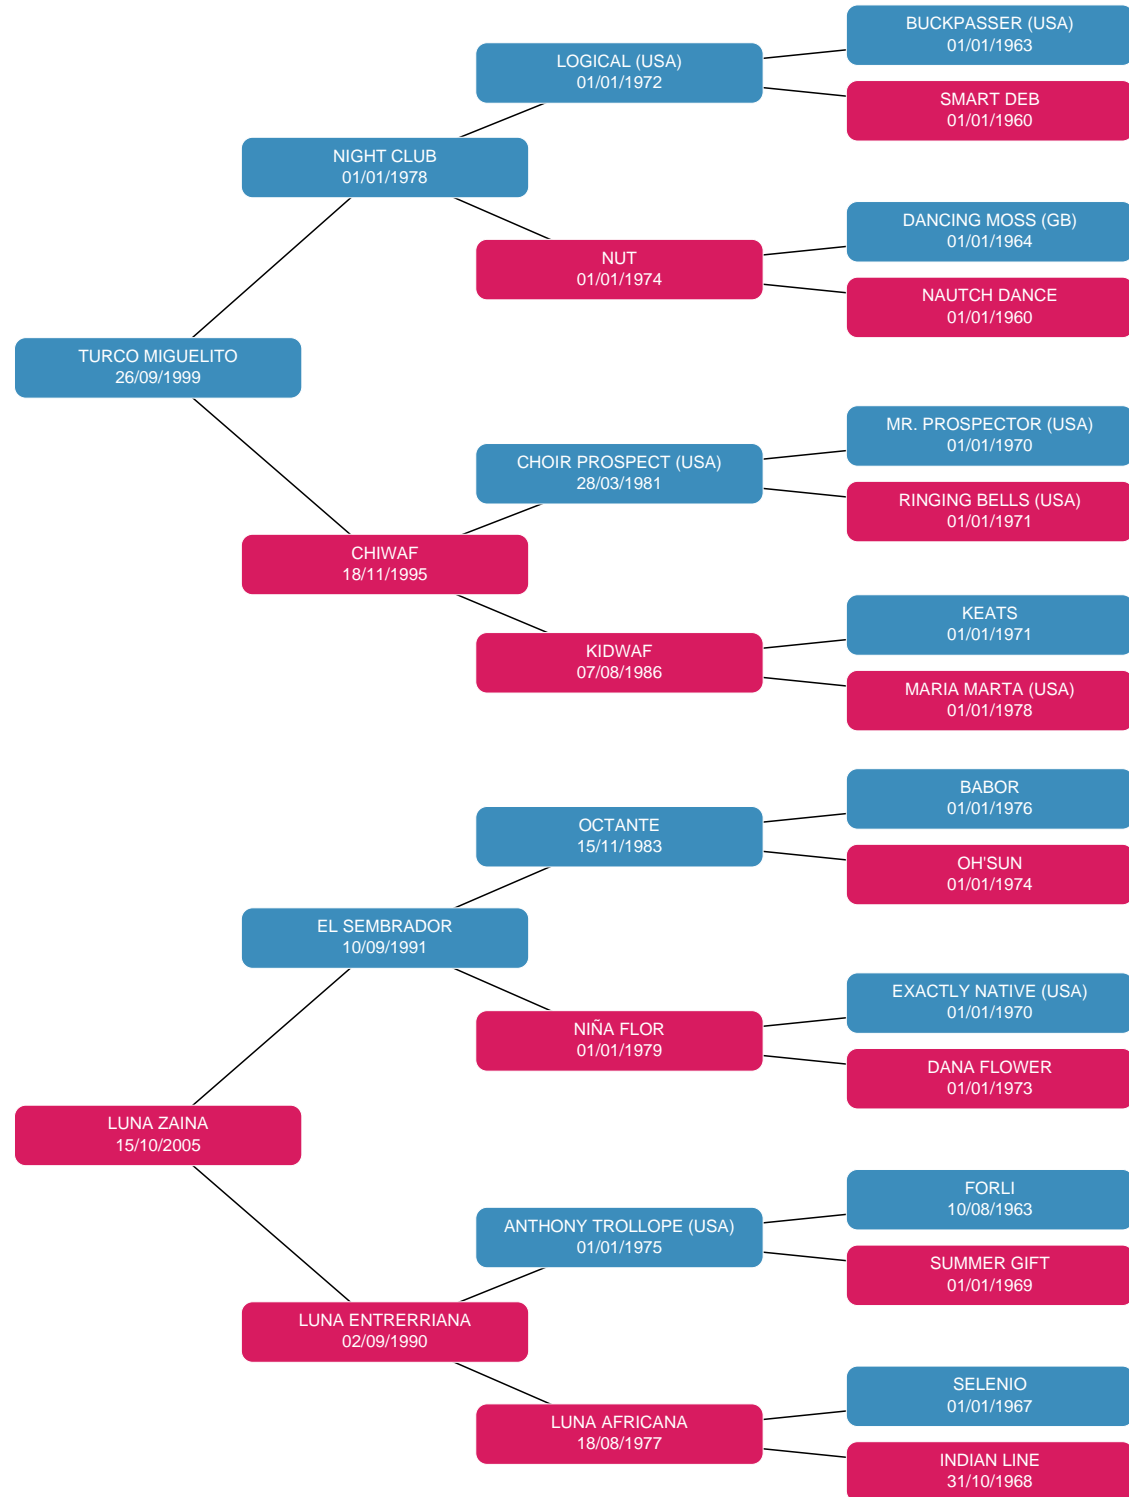 BUCKPASSER (USA)
01/01/1963
LOGICAL (USA)
01/01/1972
SMART DEB
01/01/1960
NIGHT CLUB
01/01/1978
DANCING MOSS (GB)
01/01/1964
NUT
01/01/1974
NAUTCH DANCE
01/01/1960
TURCO MIGUELITO
26/09/1999
MR. PROSPECTOR (USA)
01/01/1970
CHOIR PROSPECT (USA)
28/03/1981
RINGING BELLS (USA)
01/01/1971
CHIWAF
18/11/1995
KEATS
01/01/1971
KIDWAF
07/08/1986
MARIA MARTA (USA)
01/01/1978
BABOR
01/01/1976
OCTANTE
15/11/1983
OH'SUN
01/01/1974
EL SEMBRADOR
10/09/1991
EXACTLY NATIVE (USA)
01/01/1970
NIÑA FLOR
01/01/1979
DANA FLOWER
01/01/1973
LUNA ZAINA
15/10/2005
FORLI
10/08/1963
ANTHONY TROLLOPE (USA)
01/01/1975
SUMMER GIFT
01/01/1969
LUNA ENTRERRIANA
02/09/1990
SELENIO
01/01/1967
LUNA AFRICANA
18/08/1977
INDIAN LINE
31/10/1968